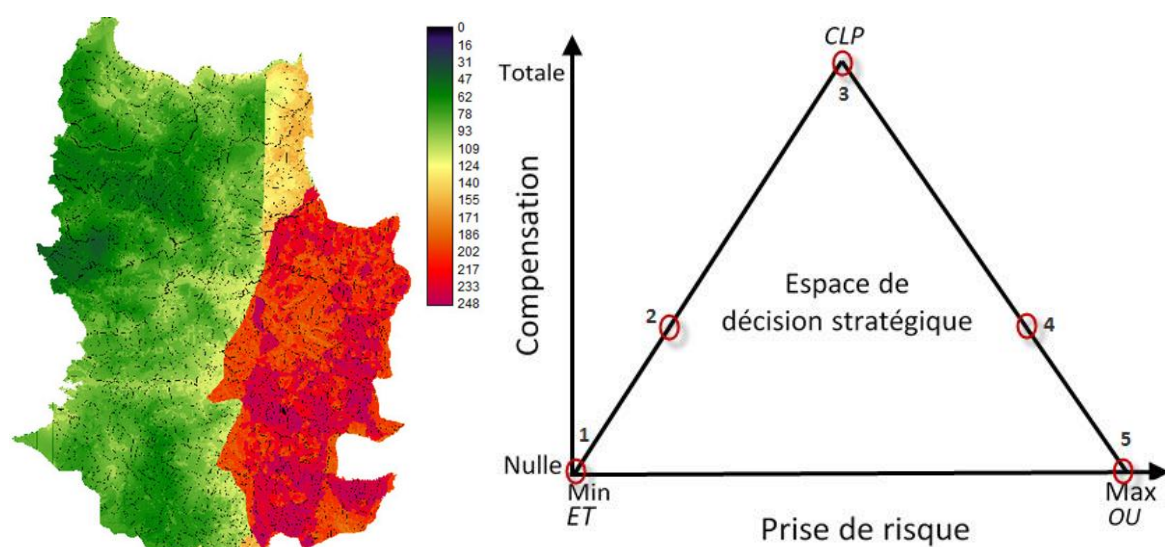 0
16
31
47
62
78
93
109
124
140
155
171
186
202
217
233
248
CLP
Totale
3
Compensation
2
Espace de
décision stratégique
4
1
5
Nulle
Min
Max
ET
OU
Prise de risque